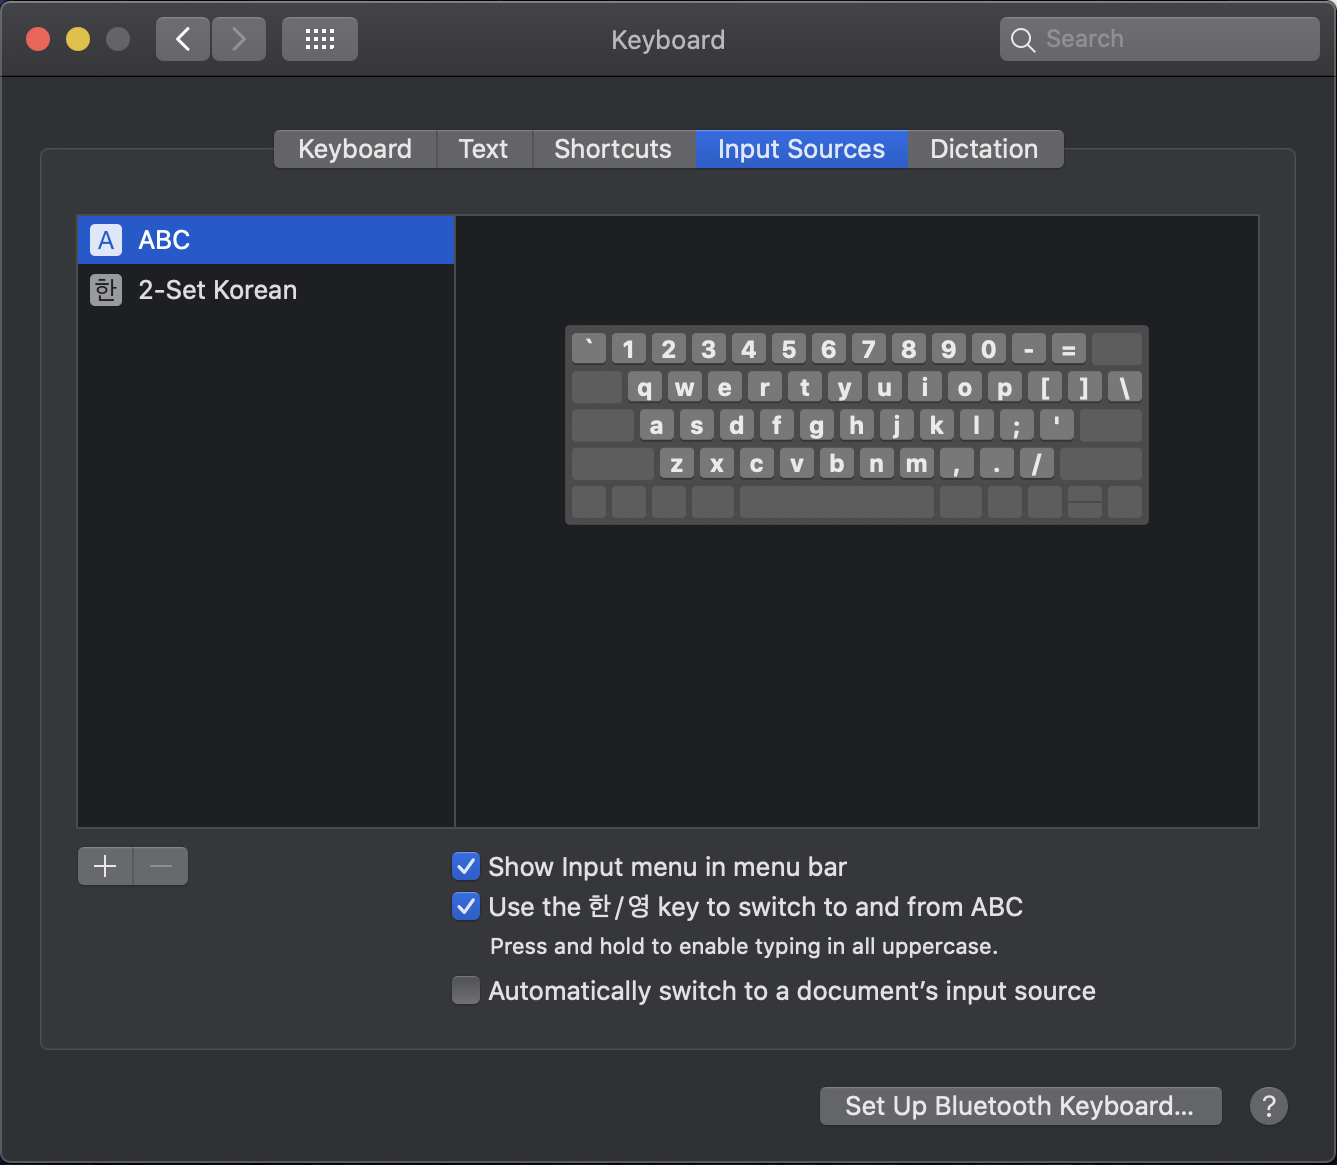 Keyboard
Search
Keyboard Text Shortcuts Input Sources Dictation
A ABC
한 2-Set Korean
` 1 2 3 4 5 6 7 8 9 0 - =
q w e r t y u i o p [ ] \
a s d f g h j k l ; '
z x c v b n m , . /
Show Input menu in menu bar
Use the 한/영 key to switch to and from ABC
Press and hold to enable typing in all uppercase.
Automatically switch to a document’s input source
Set Up Bluetooth Keyboard... ?